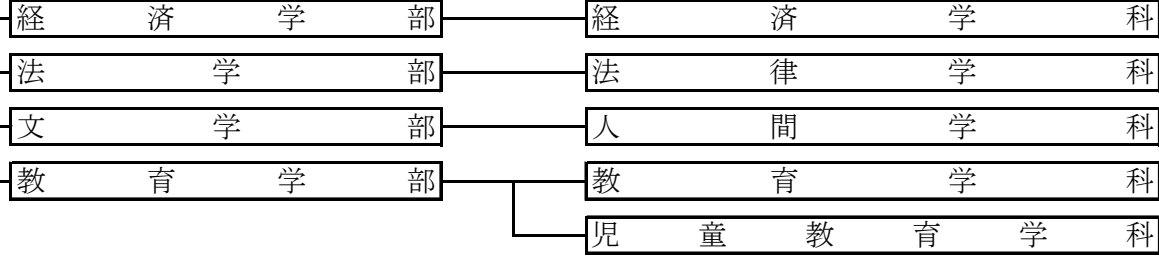 経済学部 経済学科
法学部 法律学科
文学部 人間学科
教育学部 教育学科
児童教育学科